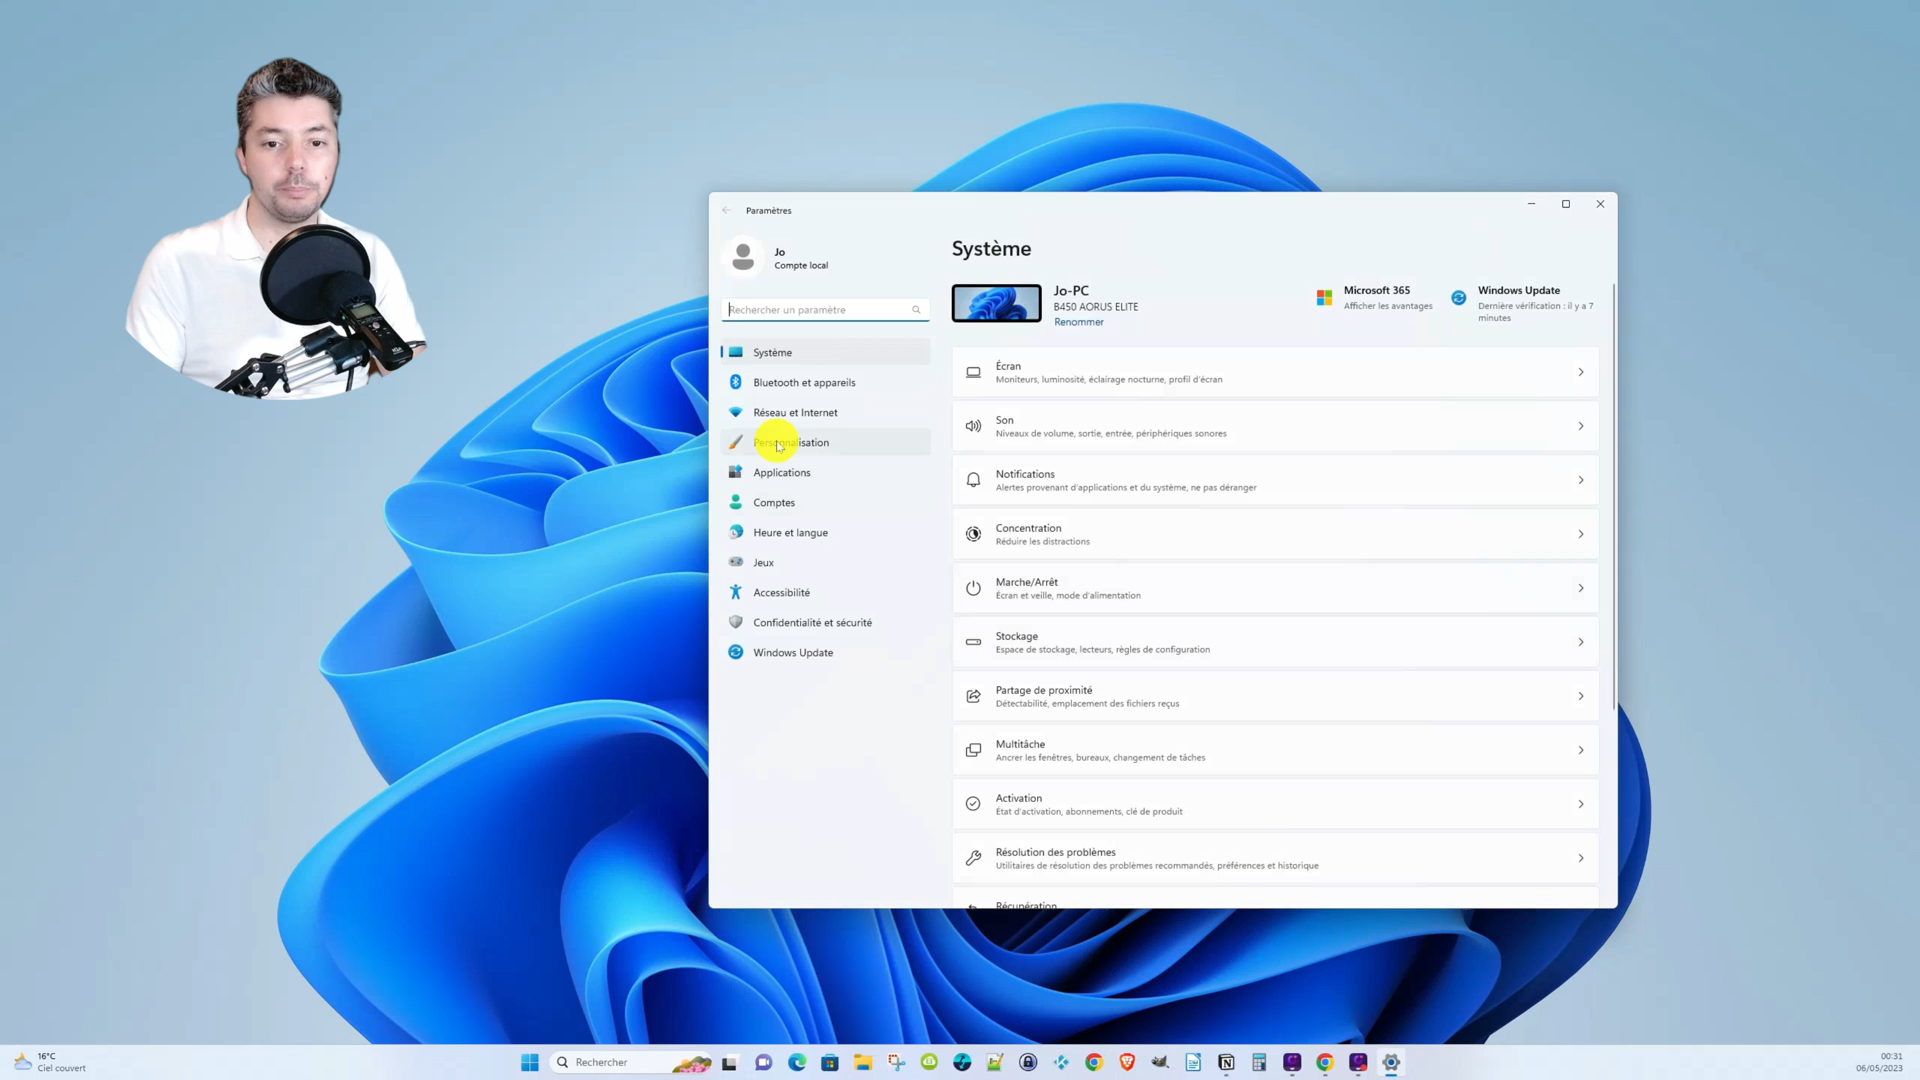 Paramètres
Jo
Compte local
Rechercher un paramètre
Système
Bluetooth et appareils
Réseau et Internet
Personnalisation
Applications
Comptes
Heure et langue
Jeux
Accessibilité
Confidentialité et sécurité
Windows Update
Système
Jo-PC
B450 AORUS ELITE
Renommer
Microsoft 365
Afficher les avantages
Windows Update
Dernière vérification : il y a 7
minutes
Écran
Moniteurs, luminosité, éclairage nocturne, profil d'écran
Son
Niveaux de volume, sortie, entrée, périphériques sonores
Notifications
Alertes provenant d'applications et du système, ne pas déranger
Concentration
Réduire les distractions
Marche/Arrêt
Écran et veille, mode d'alimentation
Stockage
Espace de stockage, lecteurs, règles de configuration
Partage de proximité
Détectabilité, emplacement des fichiers reçus
Multitâche
Ancrer les fenêtres, bureaux, changement de tâches
Activation
État d'activation, abonnements, clé de produit
Résolution des problèmes
Utilitaires de résolution des problèmes recommandés, préférences et historique
Récupération
16°C
Ciel couvert
Rechercher
00:31
06/05/2023